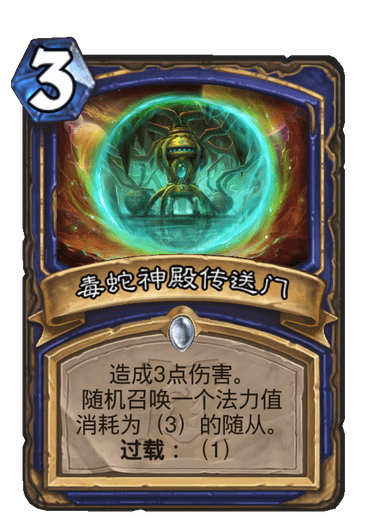 3
毒蛇神殿传送门
造成3点伤害。
随机召唤一个法力值
消耗为（3）的随从。
过载：（1）